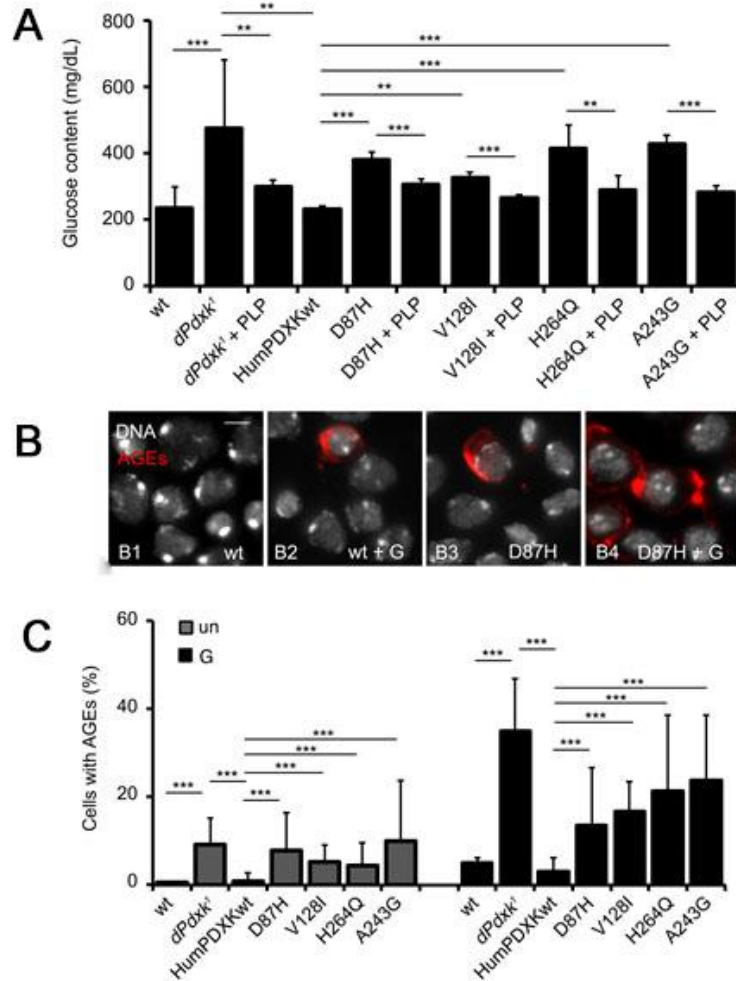 A
Glucose content (mg/dL)
800
600
400
200
0
***
**
**
***
***
**
***
***
***
**
***
wt
dPdxk¹
dPdxk¹ + PLP
HumPDXKwt
D87H
D87H + PLP
V128I
V128I + PLP
H264Q
H264Q + PLP
A243G
A243G + PLP
B
DNA
AGEs
B1 wt
B2 wt + G
B3 D87H
B4 D87H + G
C
un
G
Cells with AGEs (%)
60
40
20
0
***
***
***
***
***
***
***
***
***
***
***
***
wt
dPdxk¹
HumPDXKwt
D87H
V128I
H264Q
A243G
wt
dPdxk¹
HumPDXKwt
D87H
V128I
H264Q
A243G